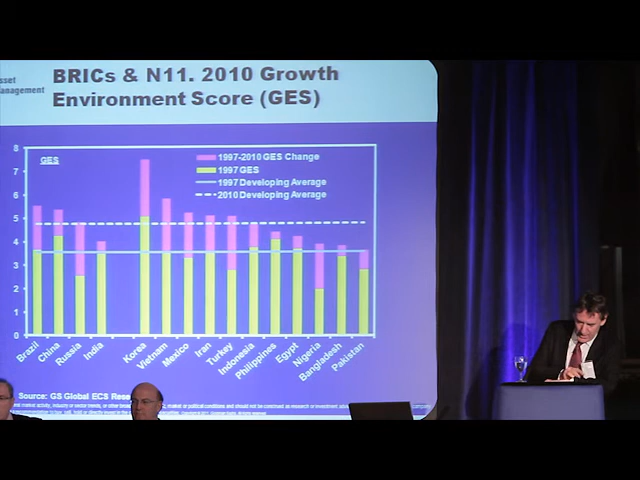 BRICs & N11. 2010 Growth
Environment Score (GES)
8
7
6
5
4
3
2
1
0
GES
1997-2010 GES Change
1997 GES
1997 Developing Average
2010 Developing Average
Brazil
China
Russia
India
Korea
Vietnam
Mexico
Iran
Turkey
Indonesia
Philippines
Egypt
Nigeria
Bangladesh
Pakistan
Source: GS Global ECS